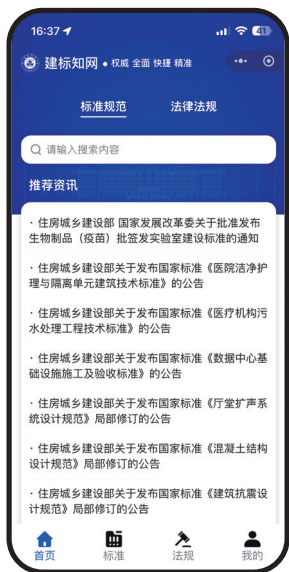 16:37
41
建标知网 • 权威 全面 快捷 精准
标准规范 法律法规
请输入搜索内容
推荐资讯
· 住房城乡建设部 国家发展改革委关于批准发布
生物制品（疫苗）批签发实验室建设标准的通知
· 住房城乡建设部关于发布国家标准《医院洁净护
理与隔离单元建筑技术标准》的公告
· 住房城乡建设部关于发布国家标准《医疗机构污
水处理工程技术标准》的公告
· 住房城乡建设部关于发布国家标准《数据中心基
础设施施工及验收标准》的公告
· 住房城乡建设部关于发布国家标准《厅堂扩声系
统设计规范》局部修订的公告
· 住房城乡建设部关于发布国家标准《混凝土结构
设计规范》局部修订的公告
· 住房城乡建设部关于发布国家标准《建筑抗震设
计规范》局部修订的公告
首页 标准 法规 我的